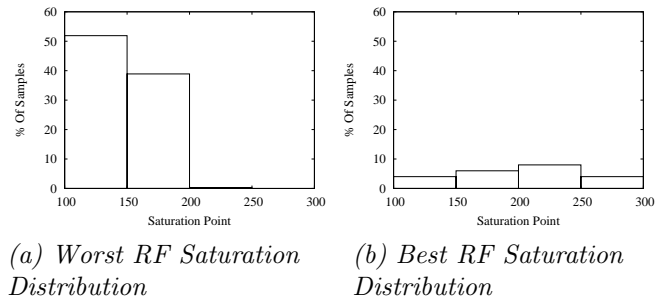 60
50
40
30
20
10
0
% Of Samples
100 150 200 250 300
Saturation Point
(a) Worst RF Saturation
Distribution
60
50
40
30
20
10
0
% Of Samples
100 150 200 250 300
Saturation Point
(b) Best RF Saturation
Distribution